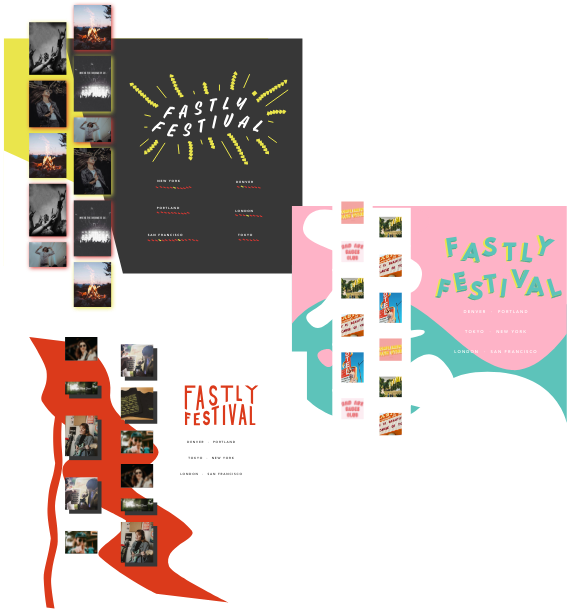 FASTLY
FESTIVAL
NEW YORK
DENVER
PORTLAND
LONDON
SAN FRANCISCO
TOKYO
FASTLY
FESTIVAL
DENVER PORTLAND
TOKYO NEW YORK
LONDON SAN FRANCISCO
FASTLY
FESTIVAL
DENVER · PORTLAND
TOKYO · NEW YORK
LONDON · SAN FRANCISCO